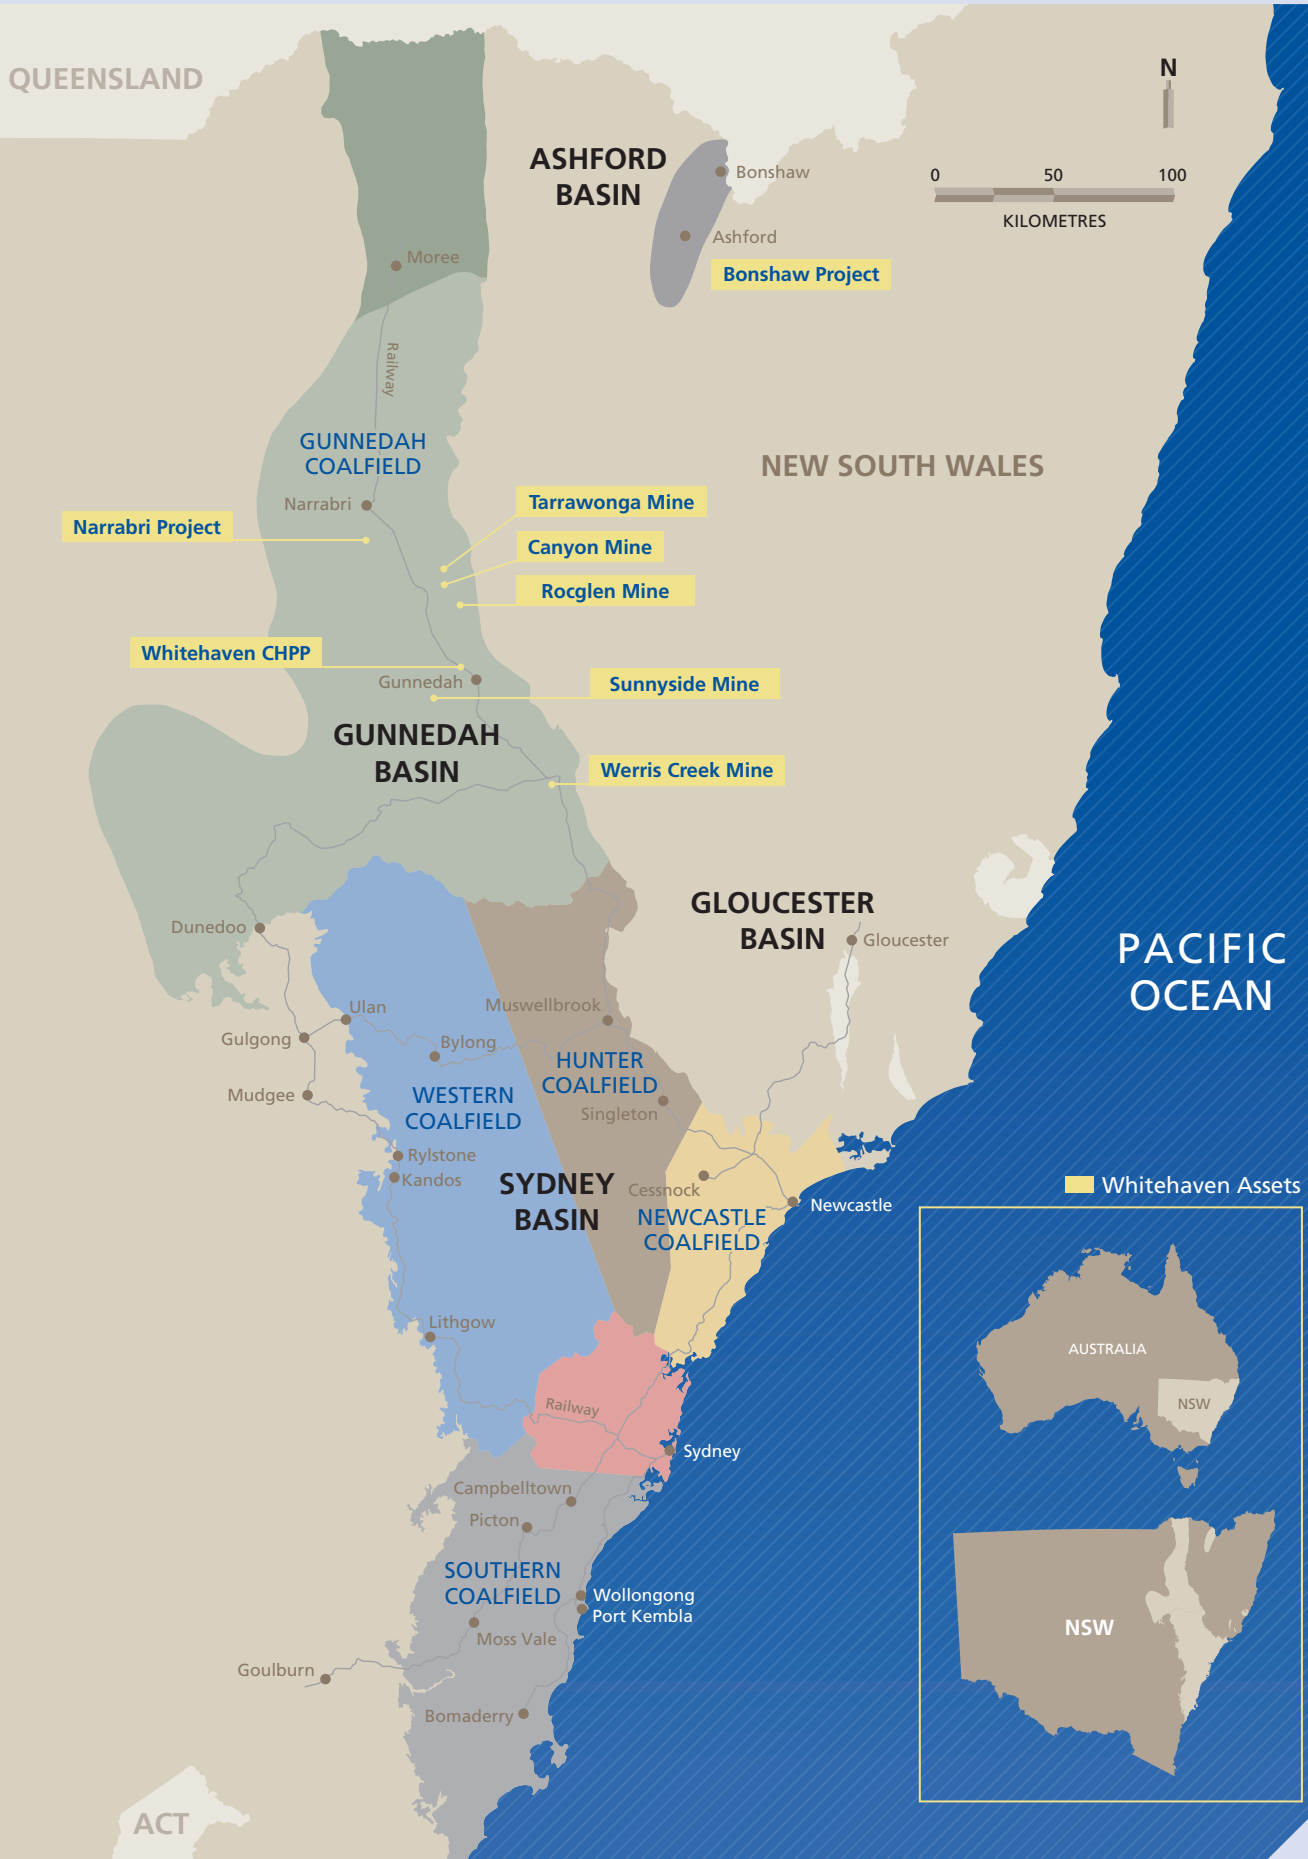 QUEENSLAND
N
ASHFORD
BASIN
Bonshaw
0 50 100
KILOMETRES
Ashford
Moree
Bonshaw Project
Railway
GUNNEDAH
COALFIELD
NEW SOUTH WALES
Narrabri
Tarrawonga Mine
Narrabri Project
Canyon Mine
Rocglen Mine
Whitehaven CHPP
Gunnedah
Sunnyside Mine
GUNNEDAH
BASIN
Werris Creek Mine
GLOUCESTER
BASIN
Gloucester
Dunedoo
PACIFIC
OCEAN
Ulan
Muswellbrook
Gulgong
Bylong
HUNTER
COALFIELD
Mudgee
WESTERN
COALFIELD
Singleton
Rylstone
Kandos
SYDNEY
BASIN
Cessnock
Whitehaven Assets
Newcastle
NEWCASTLE
COALFIELD
Lithgow
AUSTRALIA
NSW
Railway
Sydney
Campbelltown
Picton
SOUTHERN
COALFIELD
Wollongong
Port Kembla
Moss Vale
NSW
Goulburn
Bomaderry
ACT